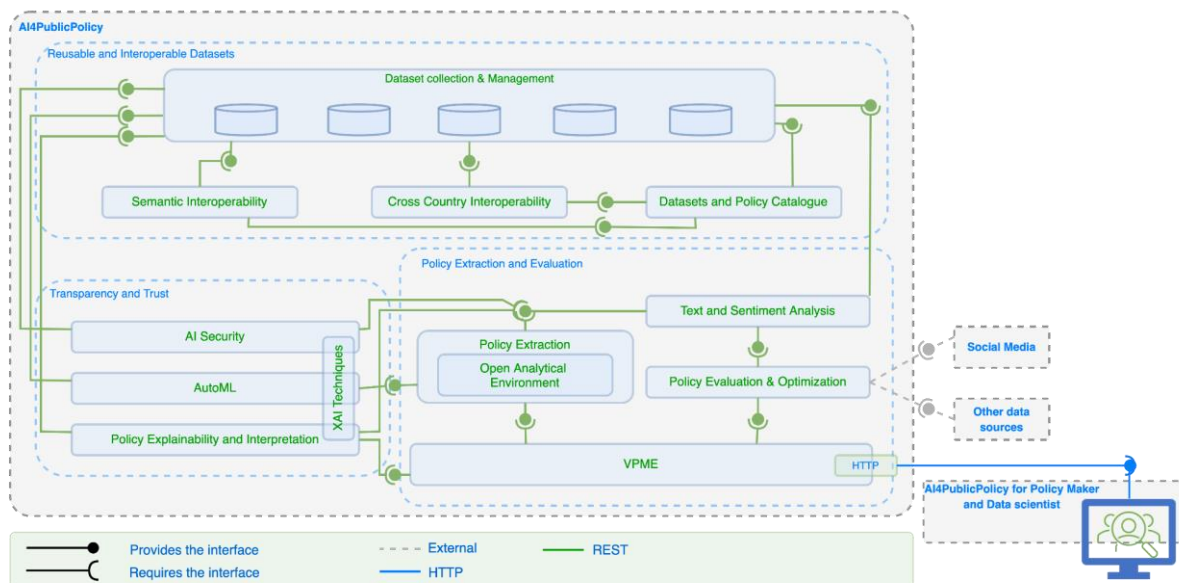 AI4PublicPolicy
Reusable and Interoperable Datasets
Dataset collection & Management
Semantic Interoperability
Cross Country Interoperability
Datasets and Policy Catalogue
Policy Extraction and Evaluation
Transparency and Trust
AI Security
AutoML
Policy Explainability and Interpretation
XAI Techniques
Policy Extraction
Open Analytical
Environment
Text and Sentiment Analysis
Policy Evaluation & Optimization
Social Media
Other data
sources
VPME
HTTP
AI4PublicPolicy for Policy Maker
and Data scientist
Provides the interface
External
REST
Requires the interface
HTTP